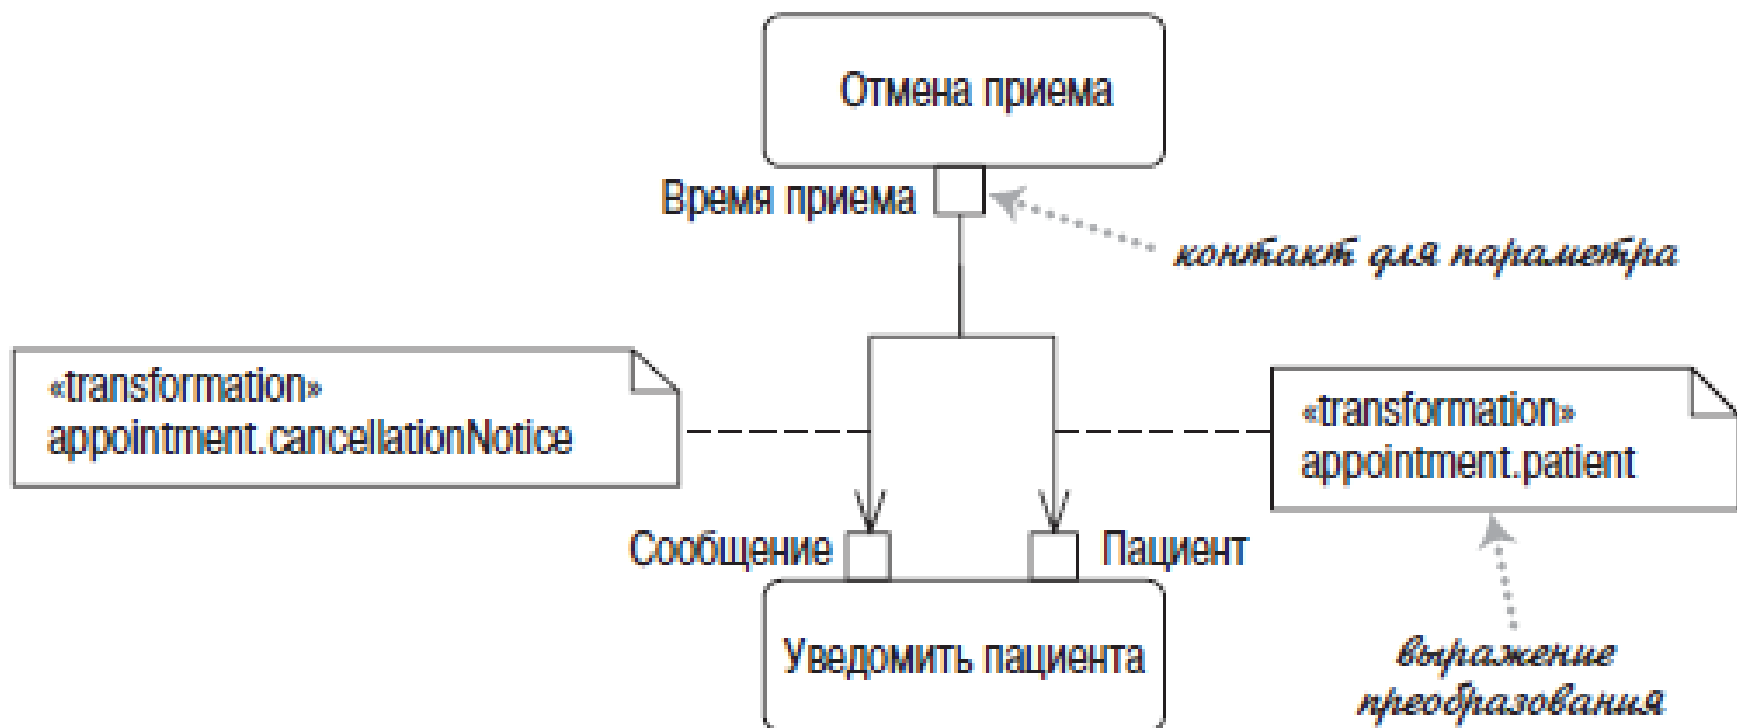 Отмена приема
Время приема
контакт для параметра
«transformation»
appointment.cancellationNotice
«transformation»
appointment.patient
Сообщение
Пациент
Уведомить пациента
выражение
преобразования